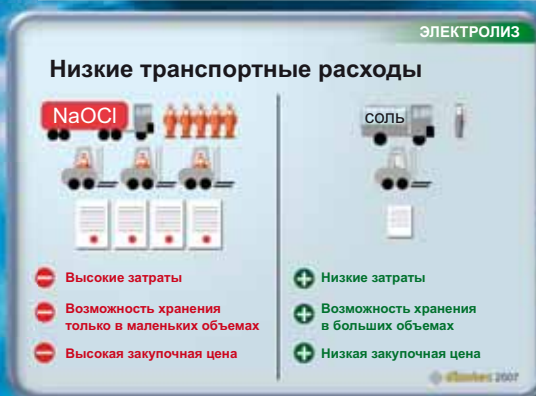 ЭЛЕКТРОЛИЗ
Низкие транспортные расходы
NaOCl
соль
Высокие затраты
Возможность хранения
только в маленьких объемах
Высокая закупочная цена
Низкие затраты
Возможность хранения
в больших объемах
Низкая закупочная цена
2007